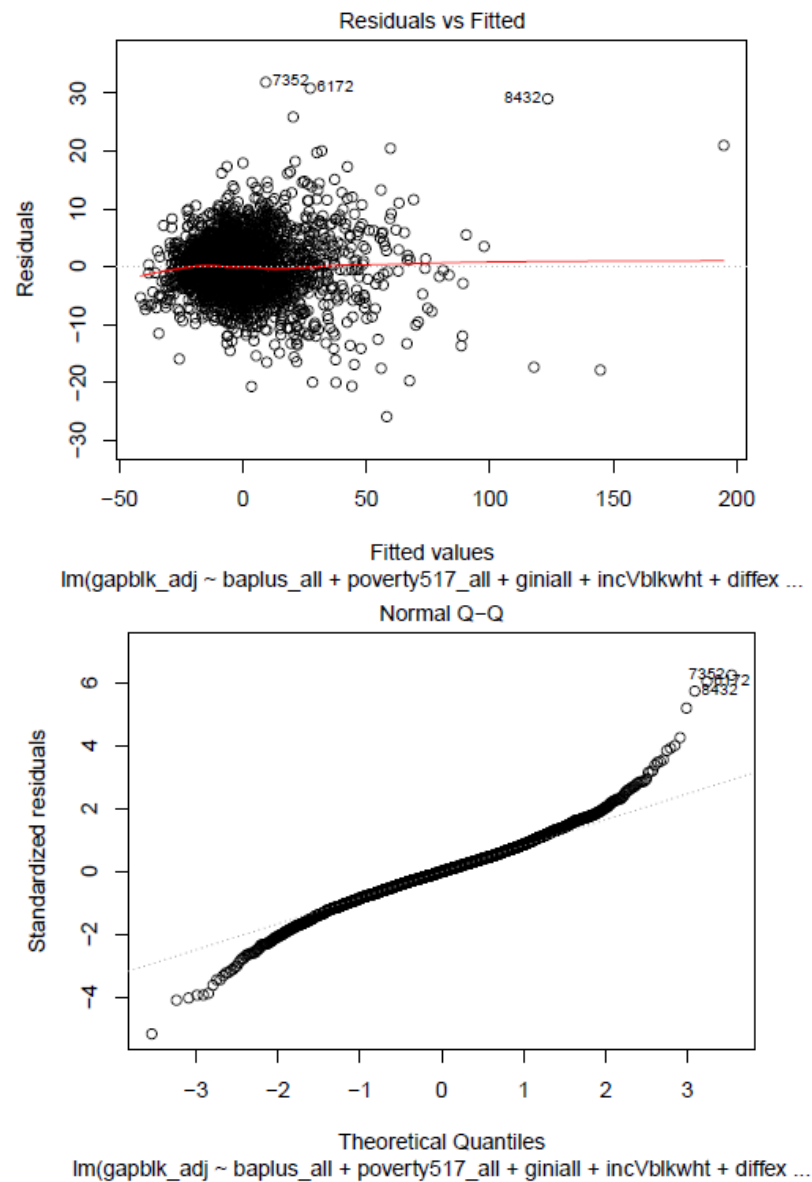 Residuals vs Fitted
30
20
10
0
−10
−20
−30
Residuals
7352
6172
8432
−50 0 50 100 150 200
Fitted values
lm(gapblk_adj ~ baplus_all + poverty517_all + giniall + incVblkwht + diffex ...
Normal Q−Q
6
4
2
0
−2
−4
Standardized residuals
7352
6172
8432
−3 −2 −1 0 1 2 3
Theoretical Quantiles
lm(gapblk_adj ~ baplus_all + poverty517_all + giniall + incVblkwht + diffex ...